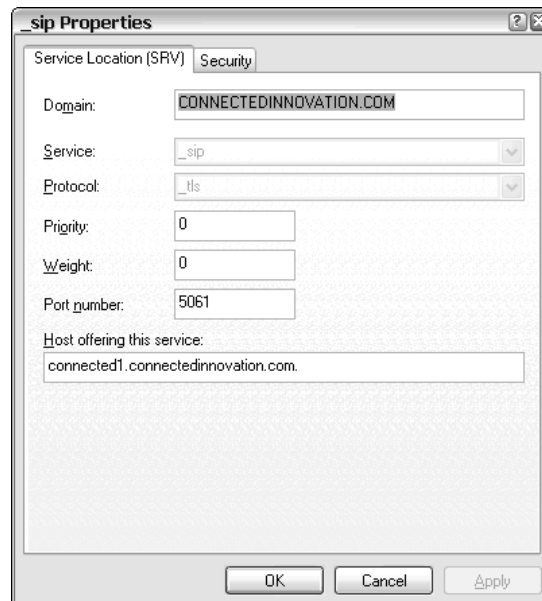 _sip Properties
Service Location (SRV)
Security
Domain:
CONNECTEDINNOVATION.COM
Service:
_sip
Protocol:
_tls
Priority:
0
Weight:
0
Port number:
5061
Host offering this service:
connected1.connectedinnovation.com.
OK
Cancel
Apply